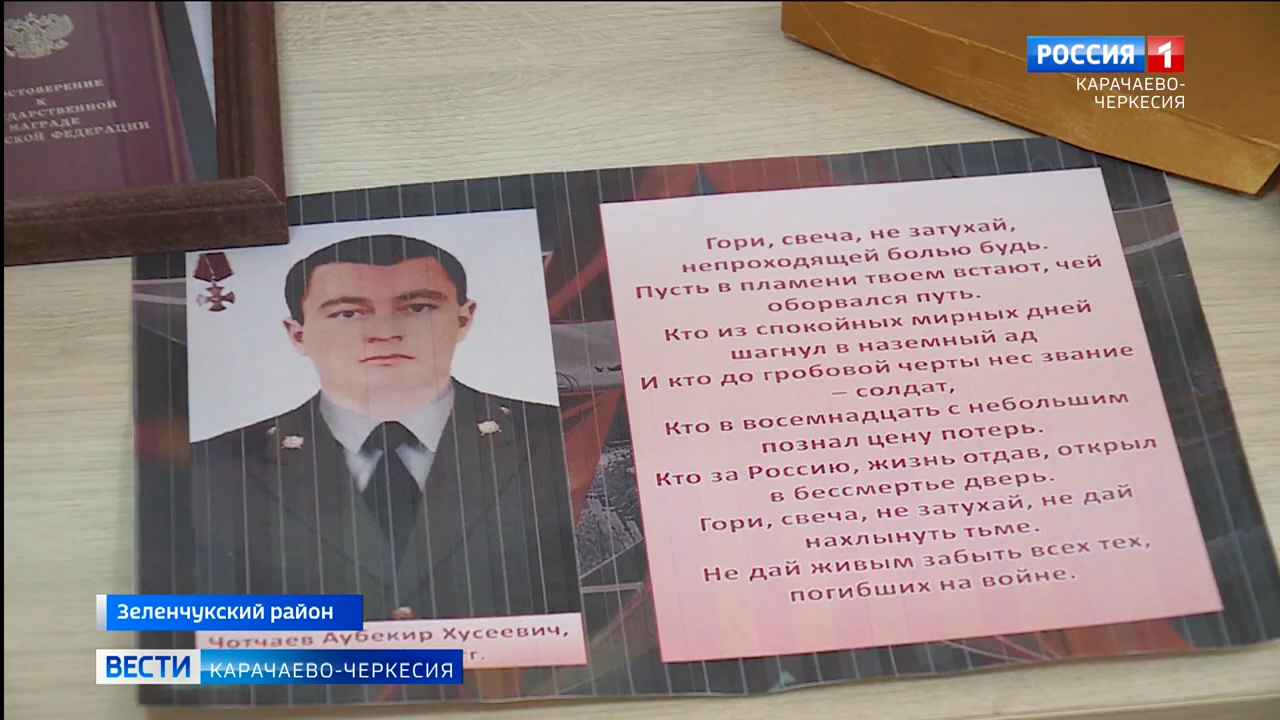 РОССИЯ 1
КАРАЧАЕВО-
ЧЕРКЕСИЯ
К
НАГРАДЕ
ФЕДЕРАЦИИ
Гори, свеча, не затухай,
непроходящей болью будь.
Пусть в пламени твоем встают, чей
оборвался путь.
Кто из спокойных мирных дней
шагнул в наземный ад
И кто до гробовой черты нес звание
– солдат,
Кто в восемнадцать с небольшим
познал цену потерь.
Кто за Россию, жизнь отдав, открыл
в бессмертье дверь.
Гори, свеча, не затухай, не дай
нахлынуть тьме.
Не дай живым забыть всех тех,
погибших на войне.
Чотчаев Аубекир Хусеевич,
гг.
Зеленчукский район
ВЕСТИ КАРАЧАЕВО-ЧЕРКЕСИЯ